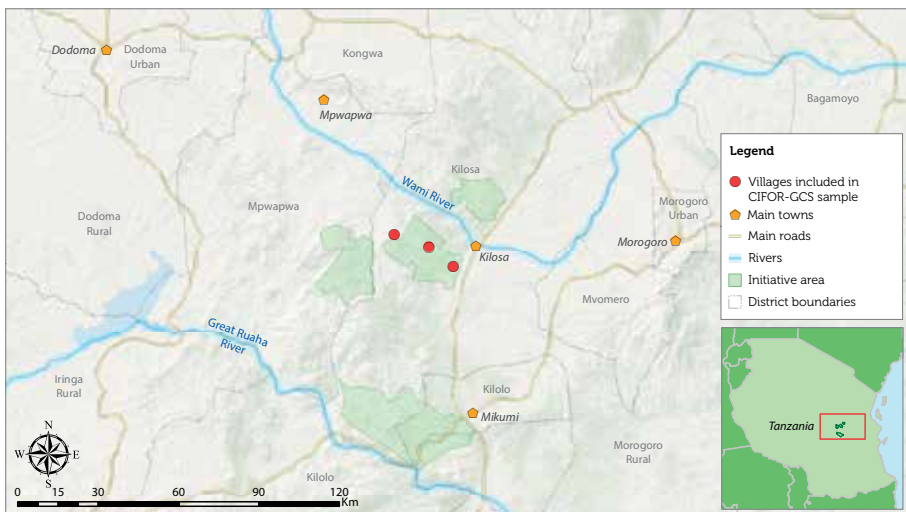 Dodoma
Dodoma
Urban
Kongwa
Mpwapwa
Bagamoyo
Kilosa
Wami River
Mpwapwa
Dodoma
Rural
Morogoro
Urban
Morogoro
Kilosa
Mvomero
Great Ruaha
River
Iringa
Rural
Kilolo
Mikumi
Morogoro
Rural
Kilolo
N
W
E
S
0 15 30 60 90 120
Km
Legend
Villages included in
CIFOR-GCS sample
Main towns
Main roads
Rivers
Initiative area
District boundaries
Tanzania